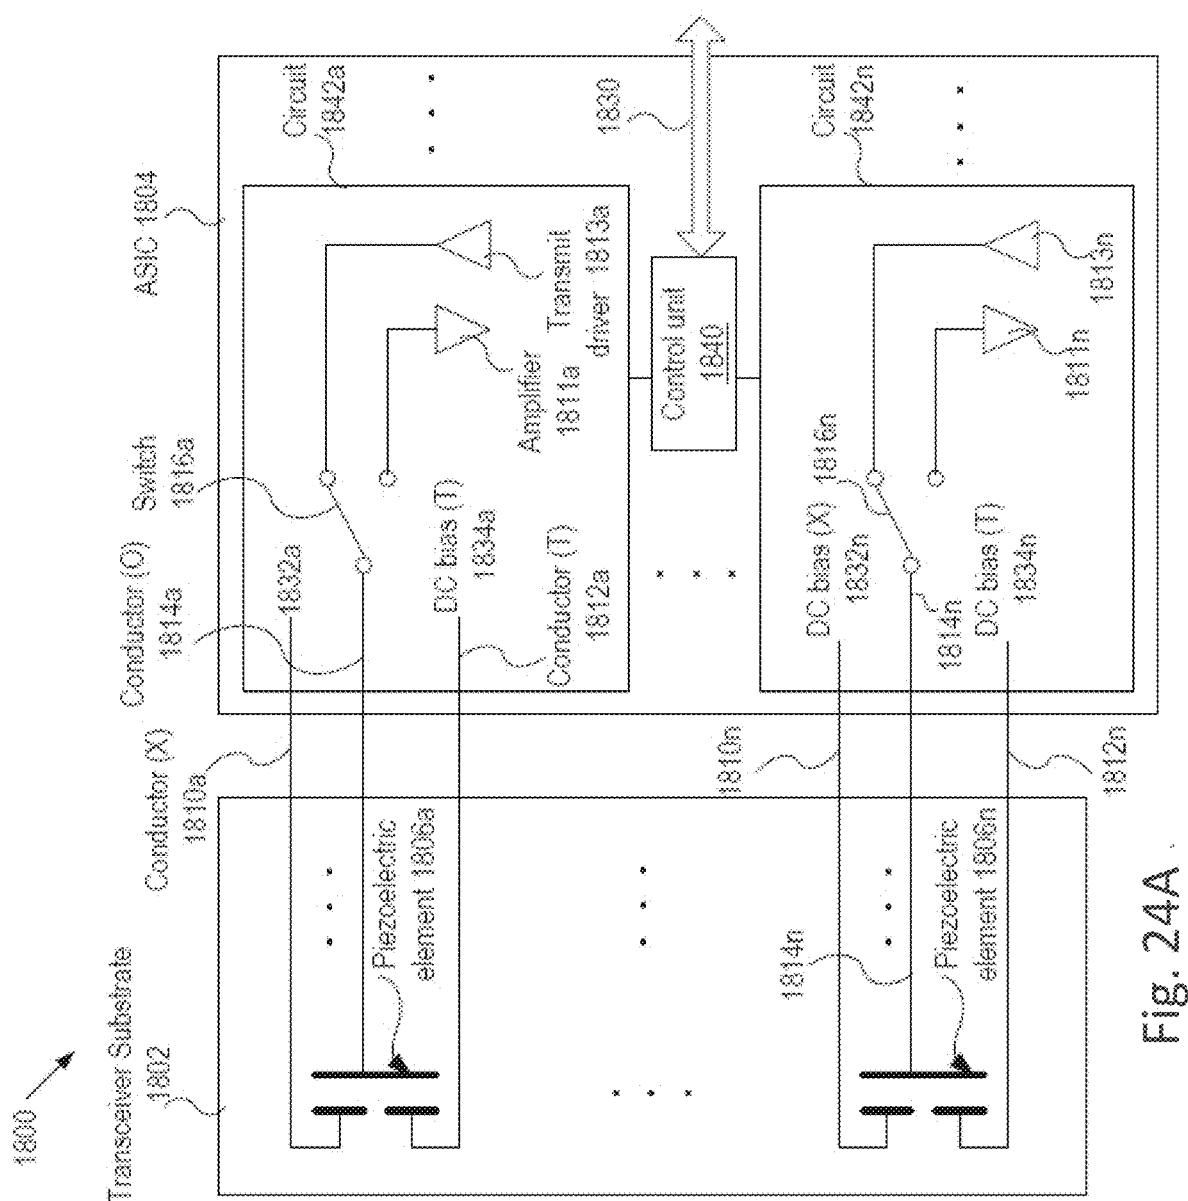 1800
Transceiver Substrate
1802
Conductor (X)
1810a
Conductor (O)
1814a
Switch
1816a
ASIC 1804
Circuit
1842a
1832a
DC bias (T)
1834a
Conductor (T)
1812a
Amplifier
1811a
Transmit
driver 1813a
Piezoelectric
element 1806a
Control unit
1840
1830
Circuit
1842n
1810n
DC bias (X)
1832n
1816n
1814n
DC bias (T)
1834n
1811n
1813n
1814n
Piezoelectric
element 1806n
1812n
Fig. 24A